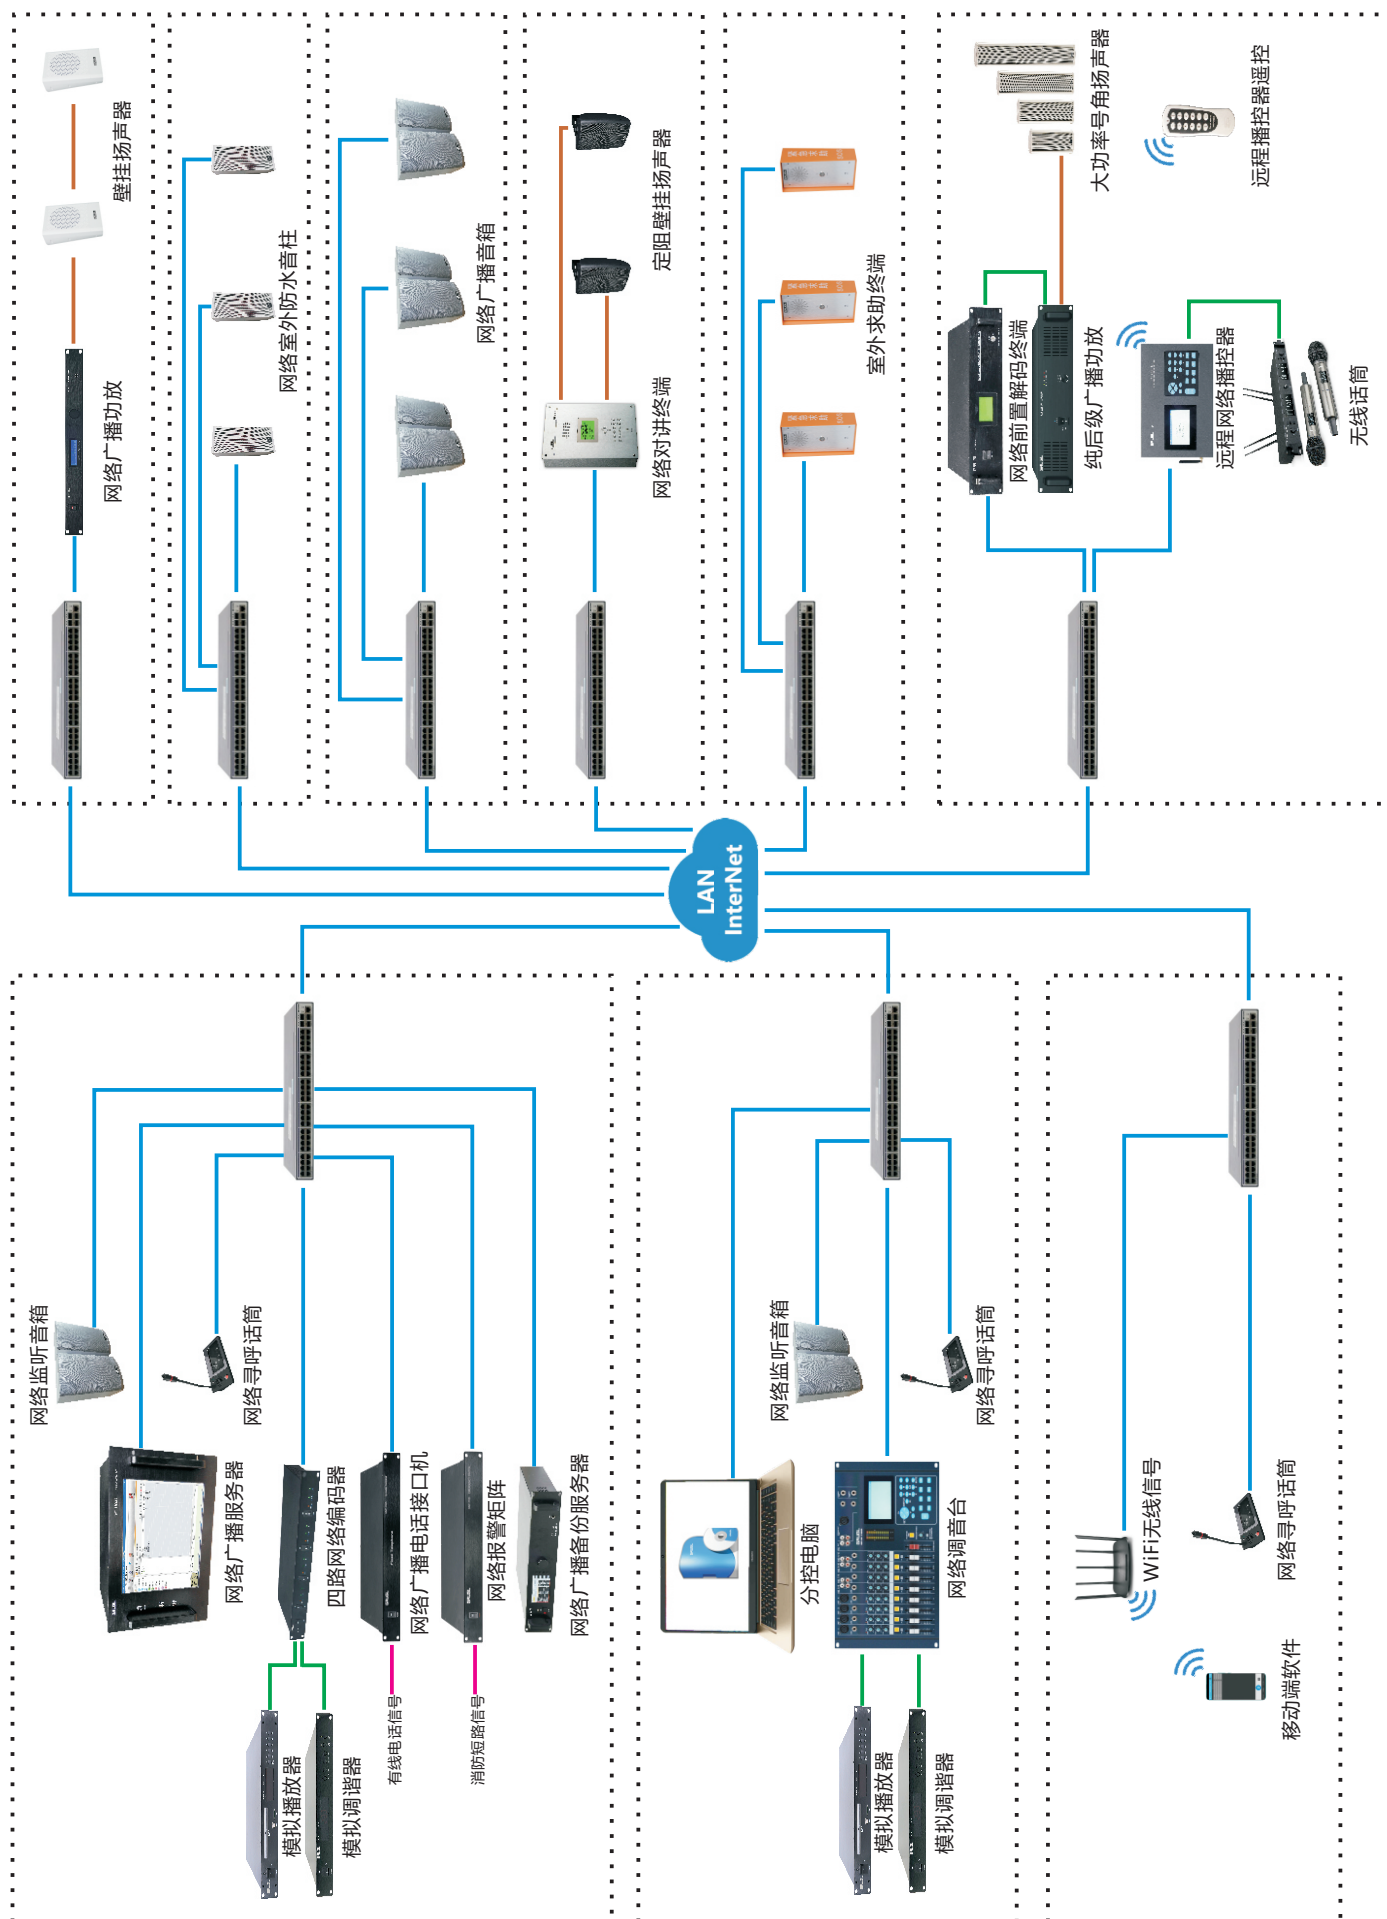 壁挂扬声器
网络广播功放
网络室外防水音柱
网络广播音箱
定阻壁挂扬声器
网络对讲终端
室外求助终端
大功率号角扬声器
远程播控器遥控
网络前置解码终端
纯后级广播功放
远程网络播控器
无线话筒
LAN
InterNet
网络监听音箱
网络广播服务器
网络寻呼话筒
四路网络编码器
网络广播电话接口机
网络报警矩阵
网络广播备份服务器
模拟播放器
模拟调谐器
有线电话信号
消防短路信号
网络监听音箱
网络寻呼话筒
分控电脑
网络调音台
模拟播放器
模拟调谐器
WiFi无线信号
网络寻呼话筒
移动端软件